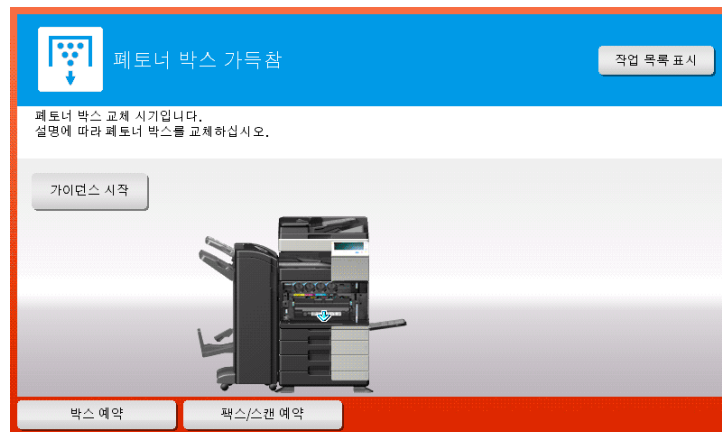 폐토너 박스 가득참
작업 목록 표시
폐토너 박스 교체 시기입니다.
설명에 따라 폐토너 박스를 교체하십시오.
가이던스 시작
박스 예약
팩스/스캔 예약